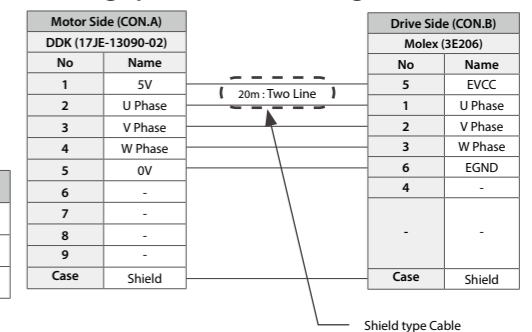 Motor Side (CON.A)
DDK (17JE-13090-02)
No Name
1 5V
2 U Phase
3 V Phase
4 W Phase
5 0V
6 -
7 -
8 -
9 -
Case Shield
20m : Two Line
Drive Side (CON.B)
Molex (3E206)
No Name
5 EVCC
1 U Phase
2 V Phase
3 W Phase
6 EGND
4 -
- -
Case Shield
Shield type Cable